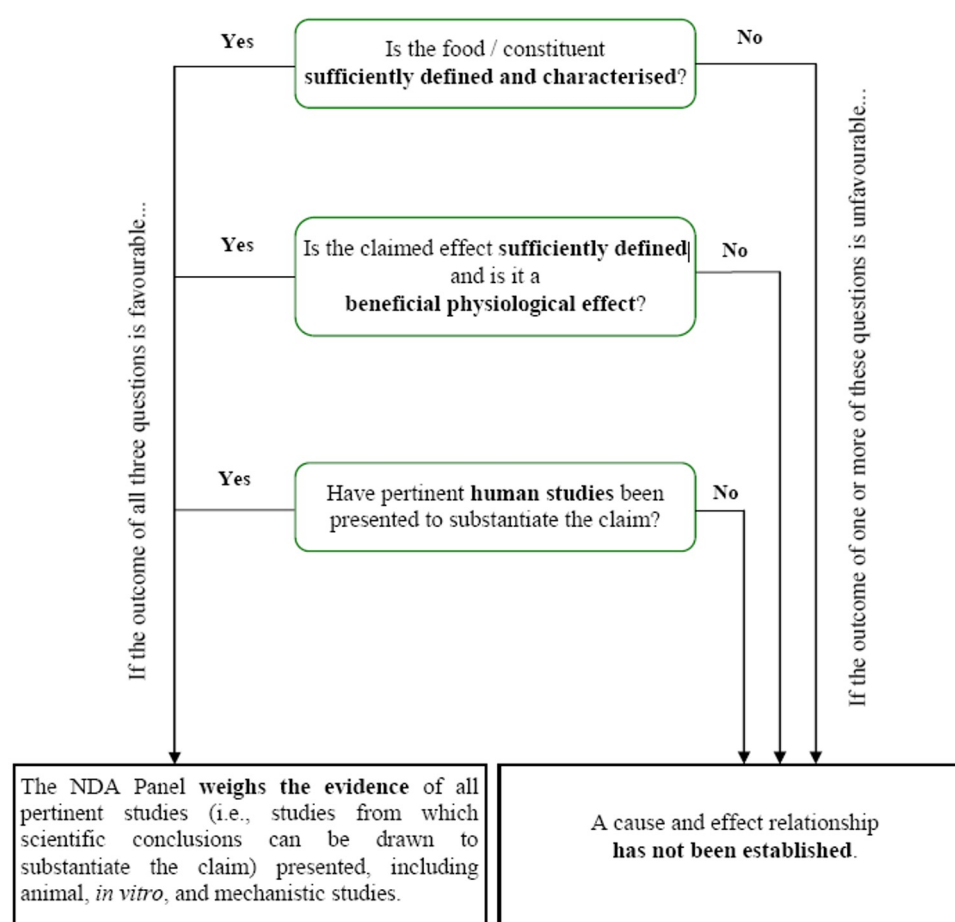 Yes
Is the food / constituent
sufficiently defined and characterised?
No
Yes
Is the claimed effect sufficiently defined
and is it a
beneficial physiological effect?
No
Yes
Have pertinent human studies been
presented to substantiate the claim?
No
If the outcome of all three questions is favourable...
If the outcome of one or more of these questions is unfavourable...
The NDA Panel weighs the evidence of all
pertinent studies (i.e., studies from which
scientific conclusions can be drawn to
substantiate the claim) presented, including
animal, in vitro, and mechanistic studies.
A cause and effect relationship
has not been established.